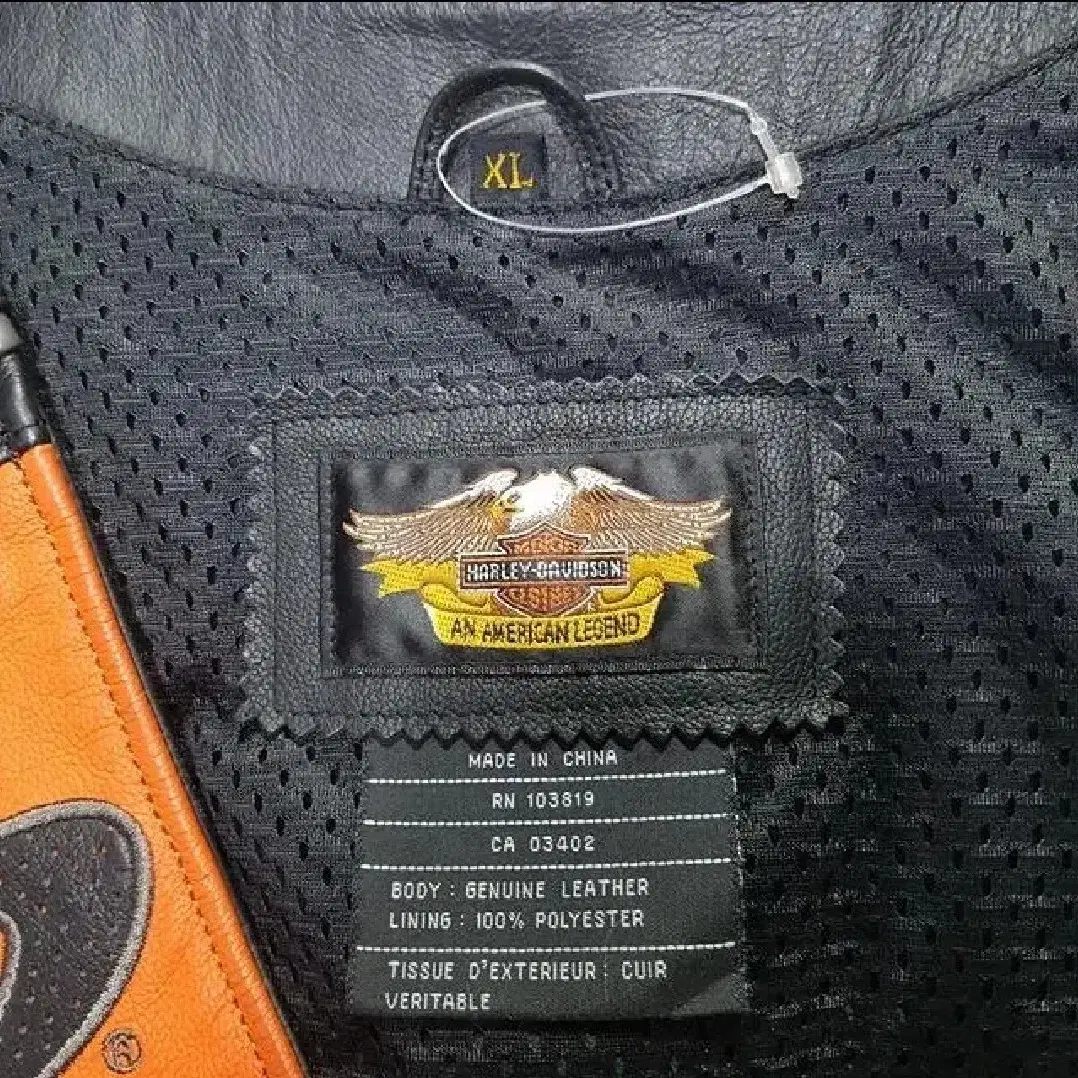 XL
HARLEY-DAVIDSON
AN AMERICAN LEGEND
MADE IN CHINA
RN 103819
CA 03402
BODY : GENUINE LEATHER
LINING : 100% POLYESTER
TISSUE D'EXTERIEUR : CUIR
VERITABLE
®